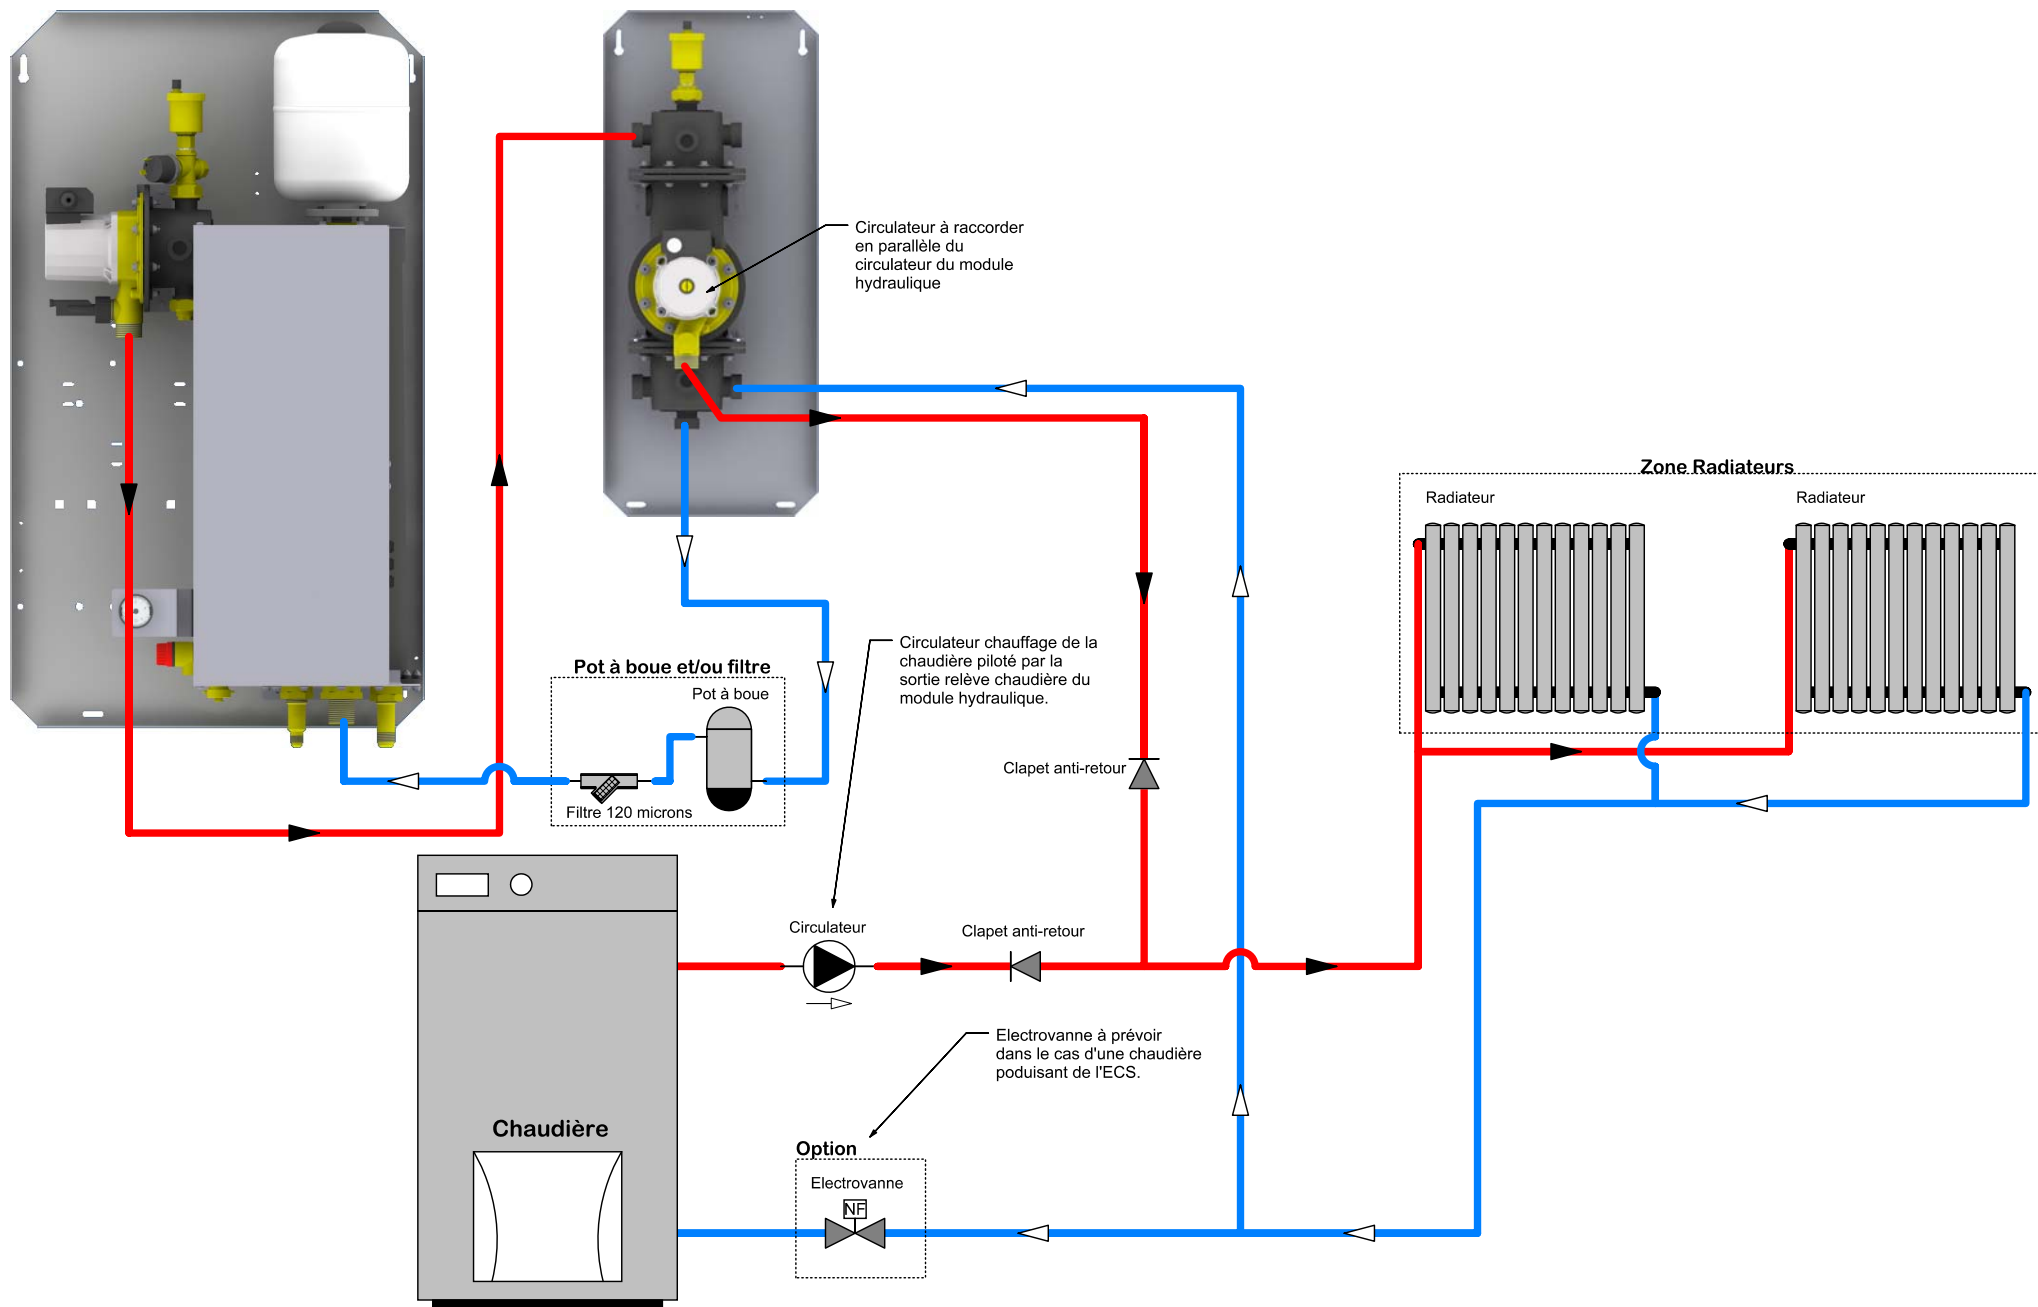 Circulateur à raccorder
en parallèle du
circulateur du module
hydraulique
Zone Radiateurs
Radiateur
Radiateur
Circulateur chauffage de la
chaudière piloté par la
sortie relève chaudière du
module hydraulique.
Pot à boue et/ou filtre
Pot à boue
Filtre 120 microns
Clapet anti-retour
Circulateur
Clapet anti-retour
Electrovanne à prévoir
dans le cas d'une chaudière
poduisant de l'ECS.
Chaudière
Option
Electrovanne
NF